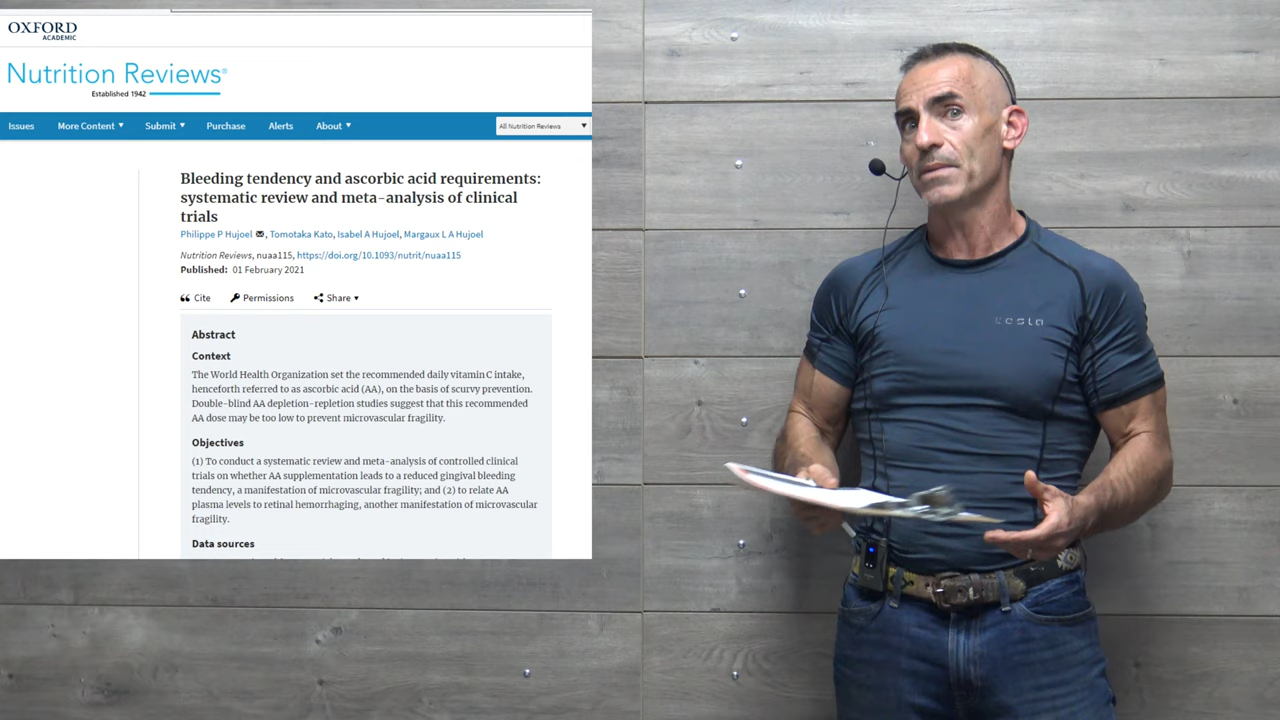 OXFORD
ACADEMIC
Nutrition Reviews®
Established 1942
Issues More Content ▼ Submit ▼ Purchase Alerts About ▼ All Nutrition Reviews ▼
Bleeding tendency and ascorbic acid requirements:
systematic review and meta-analysis of clinical
trials
Philippe P Hujoel ✉, Tomotaka Kato, Isabel A Hujoel, Margaux L A Hujoel
Nutrition Reviews, nuaa115, https://doi.org/10.1093/nutrit/nuaa115
Published: 01 February 2021
Cite Permissions Share ▼
Abstract
Context
The World Health Organization set the recommended daily vitamin C intake,
henceforth referred to as ascorbic acid (AA), on the basis of scurvy prevention.
Double-blind AA depletion-repletion studies suggest that this recommended
AA dose may be too low to prevent microvascular fragility.
Objectives
(1) To conduct a systematic review and meta-analysis of controlled clinical
trials on whether AA supplementation leads to a reduced gingival bleeding
tendency, a manifestation of microvascular fragility; and (2) to relate AA
plasma levels to retinal hemorrhaging, another manifestation of microvascular
fragility.
Data sources
tesla